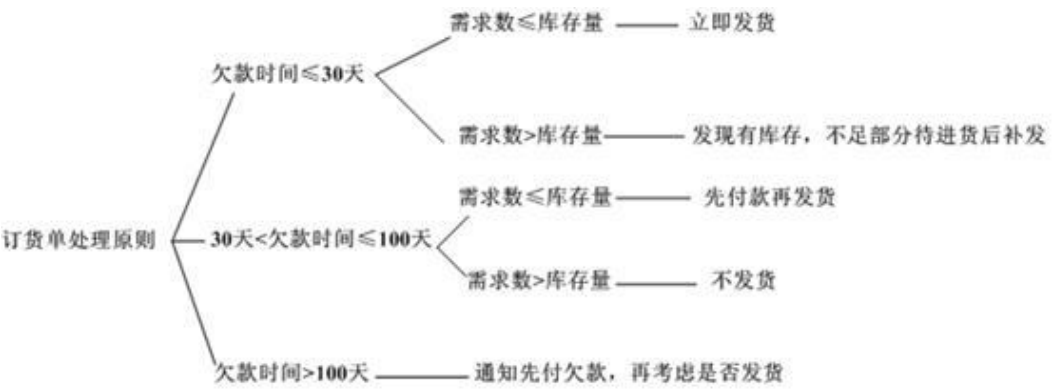 需求数≤库存量 立即发货
欠款时间≤30天
需求数>库存量 发现有库存，不足部分待进货后补发
需求数≤库存量 先付款再发货
订货单处理原则 30天<欠款时间≤100天
需求数>库存量 不发货
欠款时间>100天 通知先付欠款，再考虑是否发货